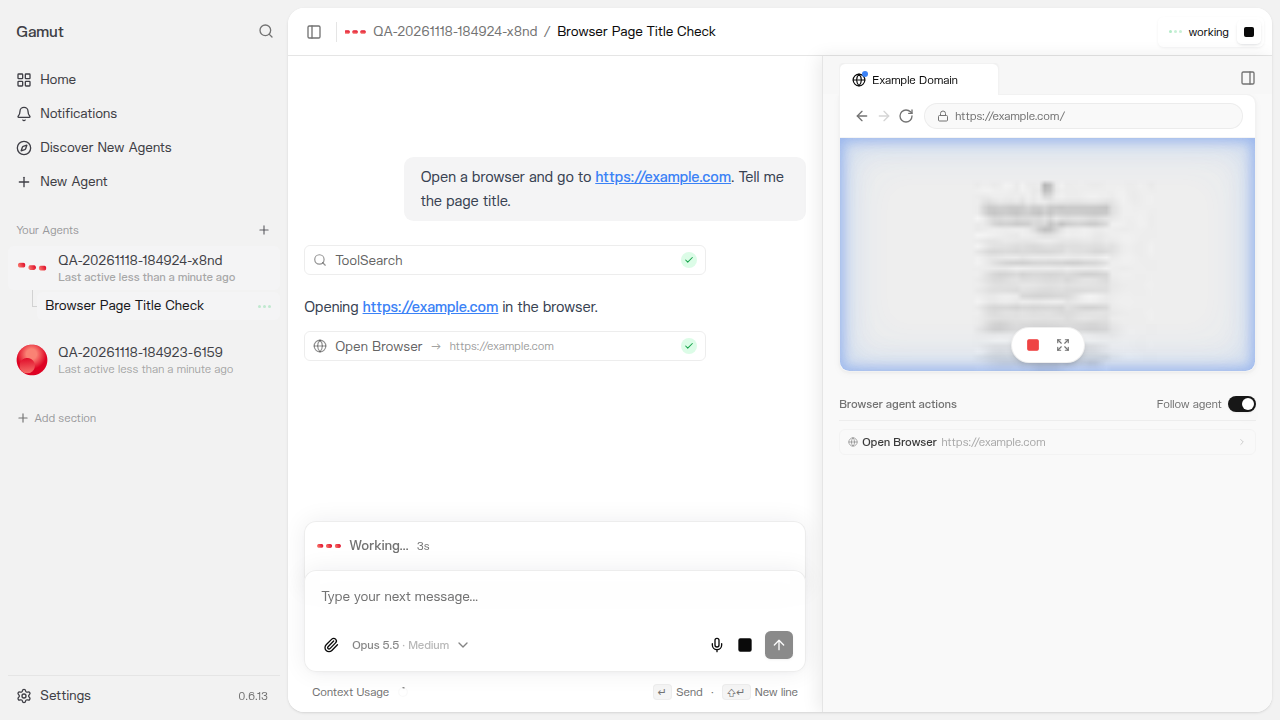 Gamut
Home
Notifications
Discover New Agents
New Agent
Your Agents
QA-20261118-184924-x8nd
Last active less than a minute ago
Browser Page Title Check
QA-20261118-184923-6159
Last active less than a minute ago
Add section
Settings
0.6.13
QA-20261118-184924-x8nd / Browser Page Title Check
working
Open a browser and go to https://example.com. Tell me
the page title.
ToolSearch
Opening https://example.com in the browser.
Open Browser → https://example.com
Working... 3s
Type your next message...
Opus 5.5 · Medium
Context Usage
Send · New line
Example Domain
https://example.com/
Browser agent actions
Follow agent
Open Browser https://example.com